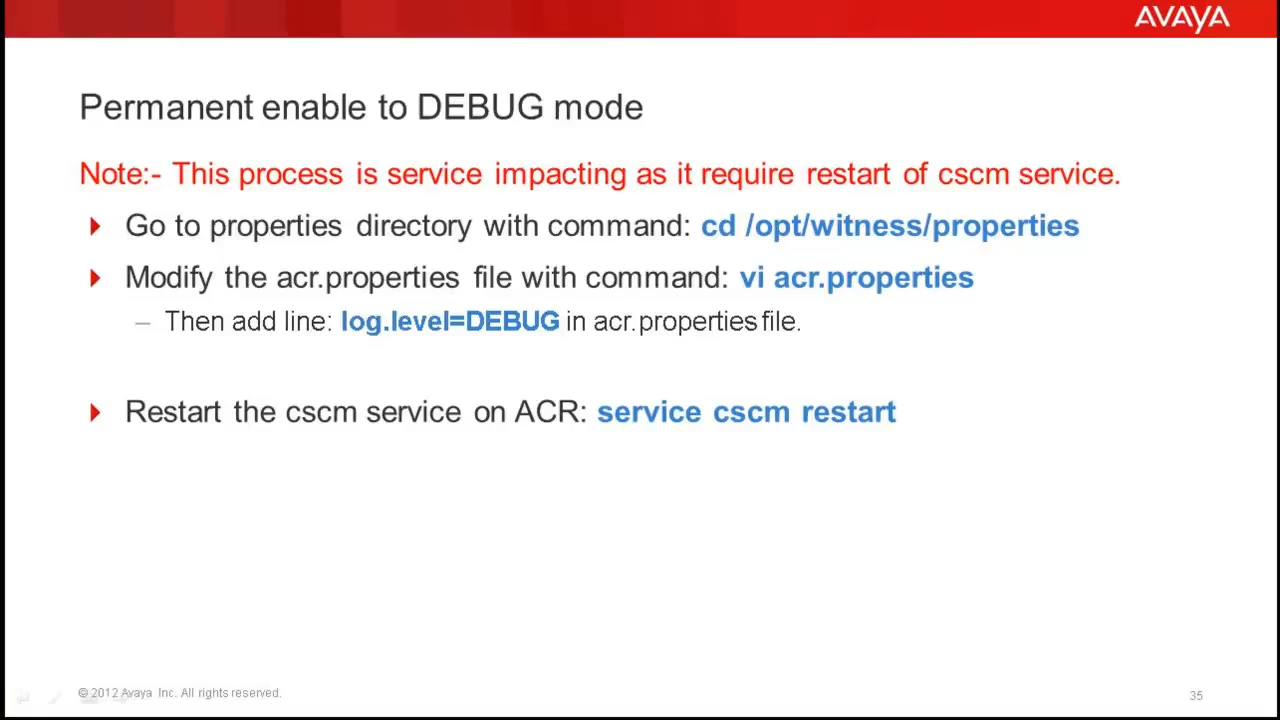 AVAYA
Permanent enable to DEBUG mode
Note:- This process is service impacting as it require restart of cscm service.
Go to properties directory with command: cd /opt/witness/properties
Modify the acr.properties file with command: vi acr.properties
– Then add line: log.level=DEBUG in acr.properties file.
Restart the cscm service on ACR: service cscm restart
© 2012 Avaya Inc. All rights reserved.
35